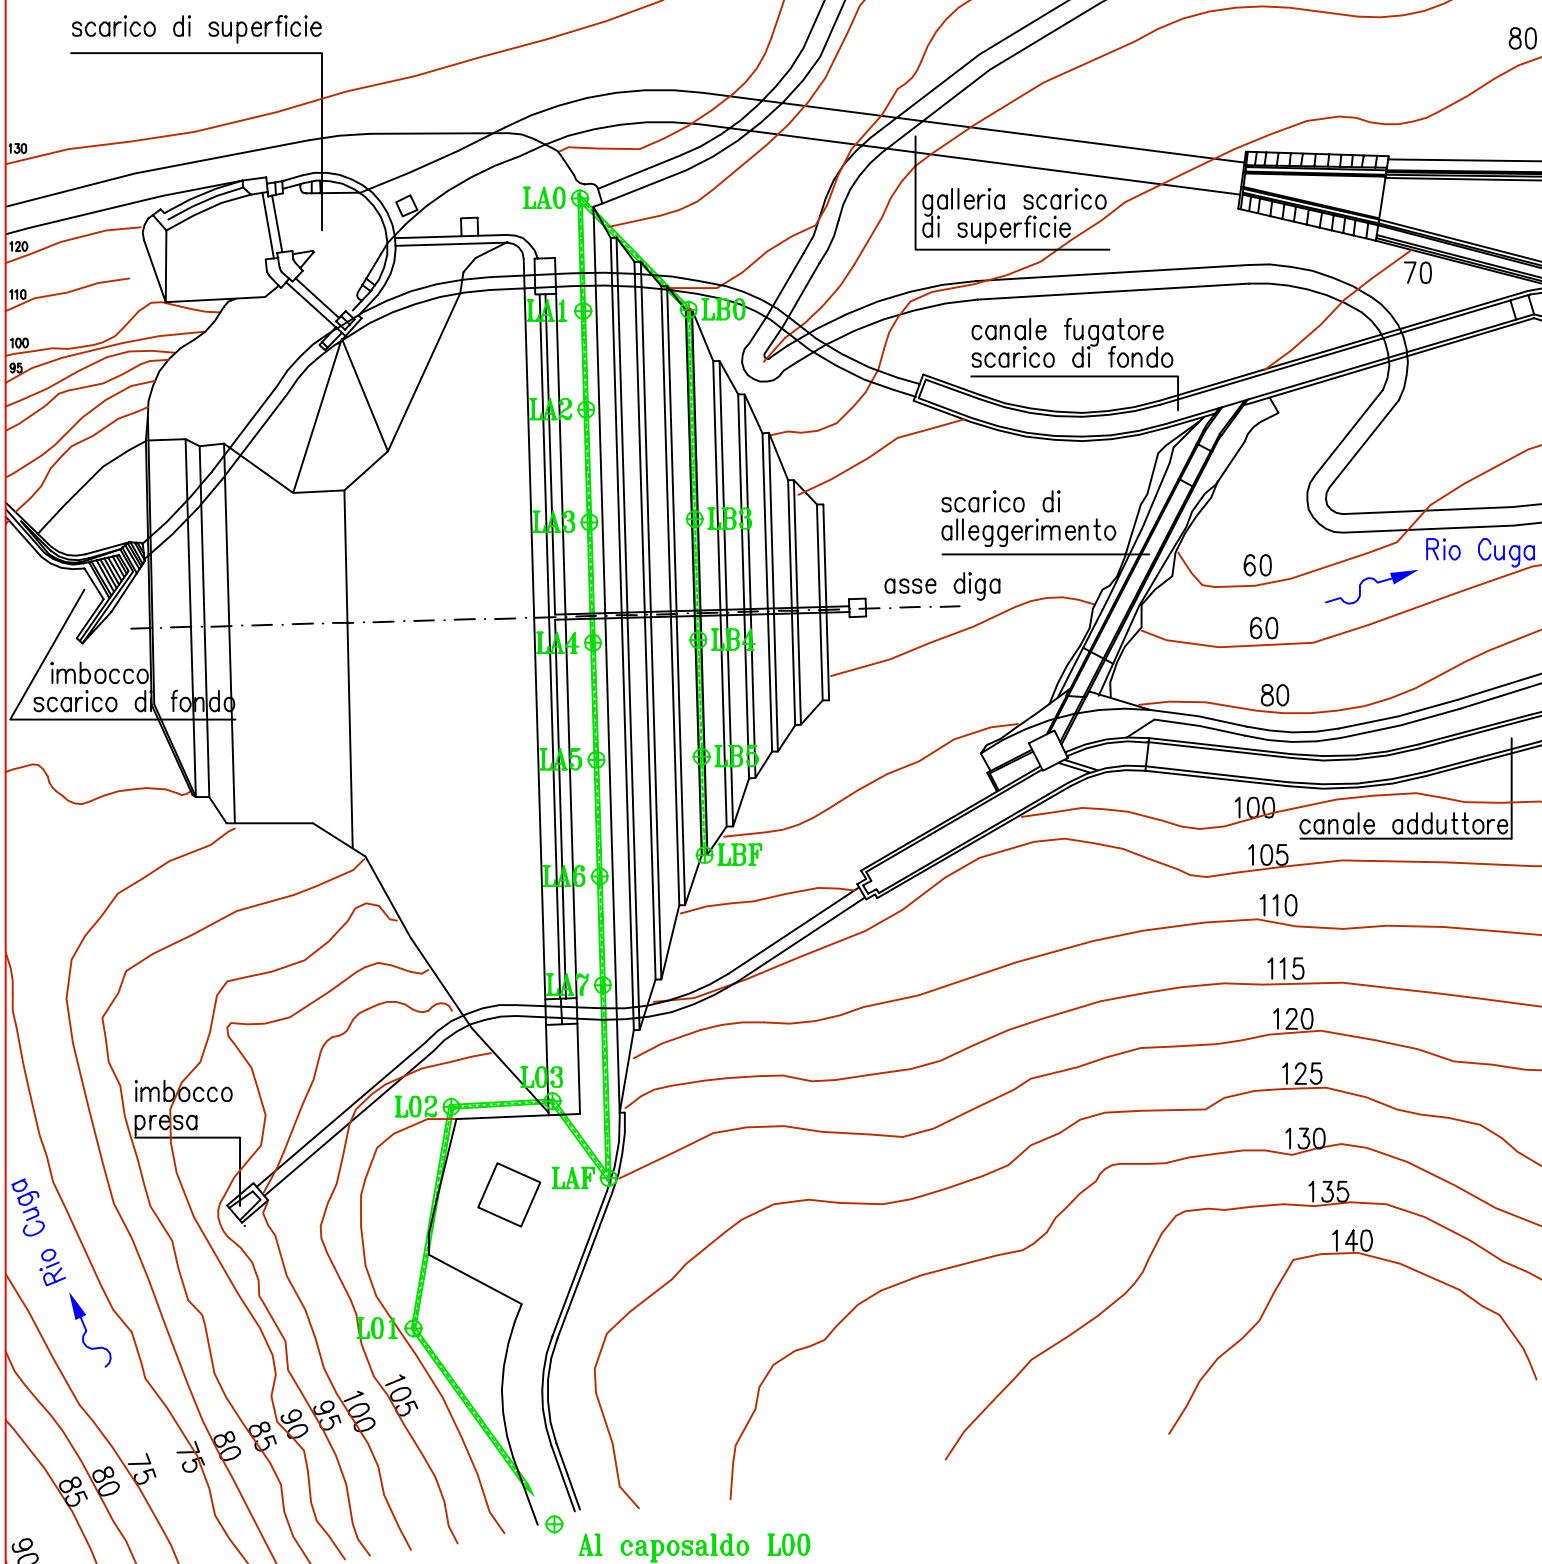 scarico di superficie
80
130
galleria scarico
di superficie
LA0
120
70
110
LA1
LB0
100
95
canale fugatore
scarico di fondo
LA2
scarico di
alleggerimento
LA3
LB3
Rio Cuga
60
asse diga
60
LA4
LB4
imbocco
scarico di fondo
80
LA5
LB5
100
canale adduttore
LBF
105
LA6
110
LA7
115
120
L03
125
imbocco
presa
L02
130
LAF
135
Rio Cuga
140
L01
105
100
95
90
85
80
75
75
80
85
90
Al caposaldo L00